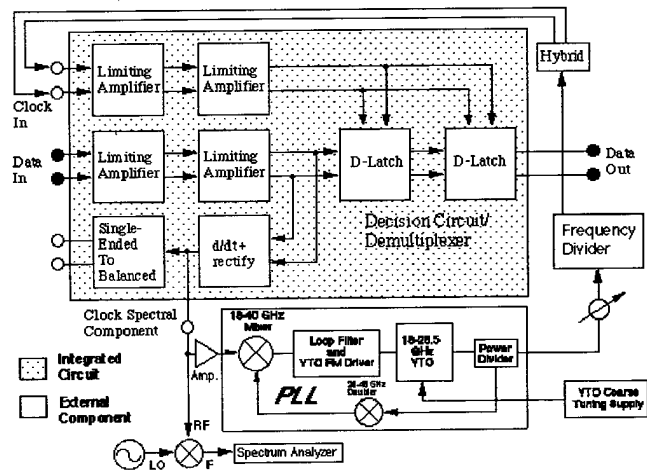 Hybrid
Limiting
Amplifier
Limiting
Amplifier
Clock
In
Data
In
Limiting
Amplifier
Limiting
Amplifier
D-Latch
D-Latch
Data
Out
Single-
Ended
To
Balanced
d/dt+
rectify
Decision Circuit/
Demultiplexer
Frequency
Divider
Clock Spectral
Component
18-40 GHz
Mixer
Loop Filter
and
YTO FM Driver
18-26.5
GHz
YTO
Power
Divider
Amp.
Integrated
Circuit
PLL
GHz
Doubler
YTO Coarse
Tuning Supply
External
Component
RF
LO
IF
Spectrum Analyzer